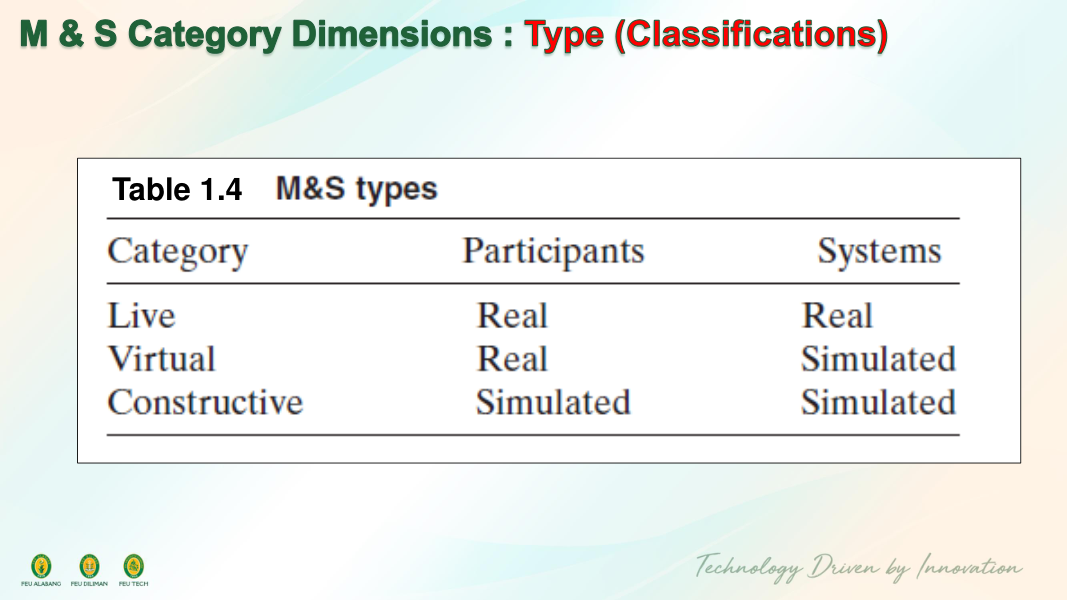 M & S Category Dimensions : Type (Classifications)
Table 1.4 M&S types
Category Participants Systems
Live Real Real
Virtual Real Simulated
Constructive Simulated Simulated
FEU ALABANG FEU DILIMAN FEU TECH
Technology Driven by Innovation